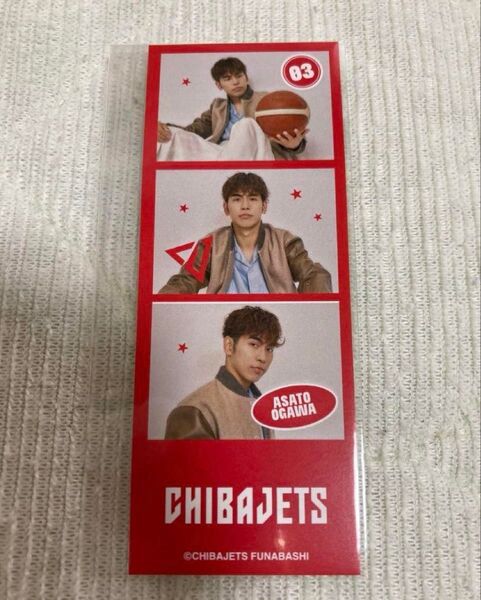 03
ASATO
OGAWA
CHIBAJETS
©CHIBAJETS FUNABASHI